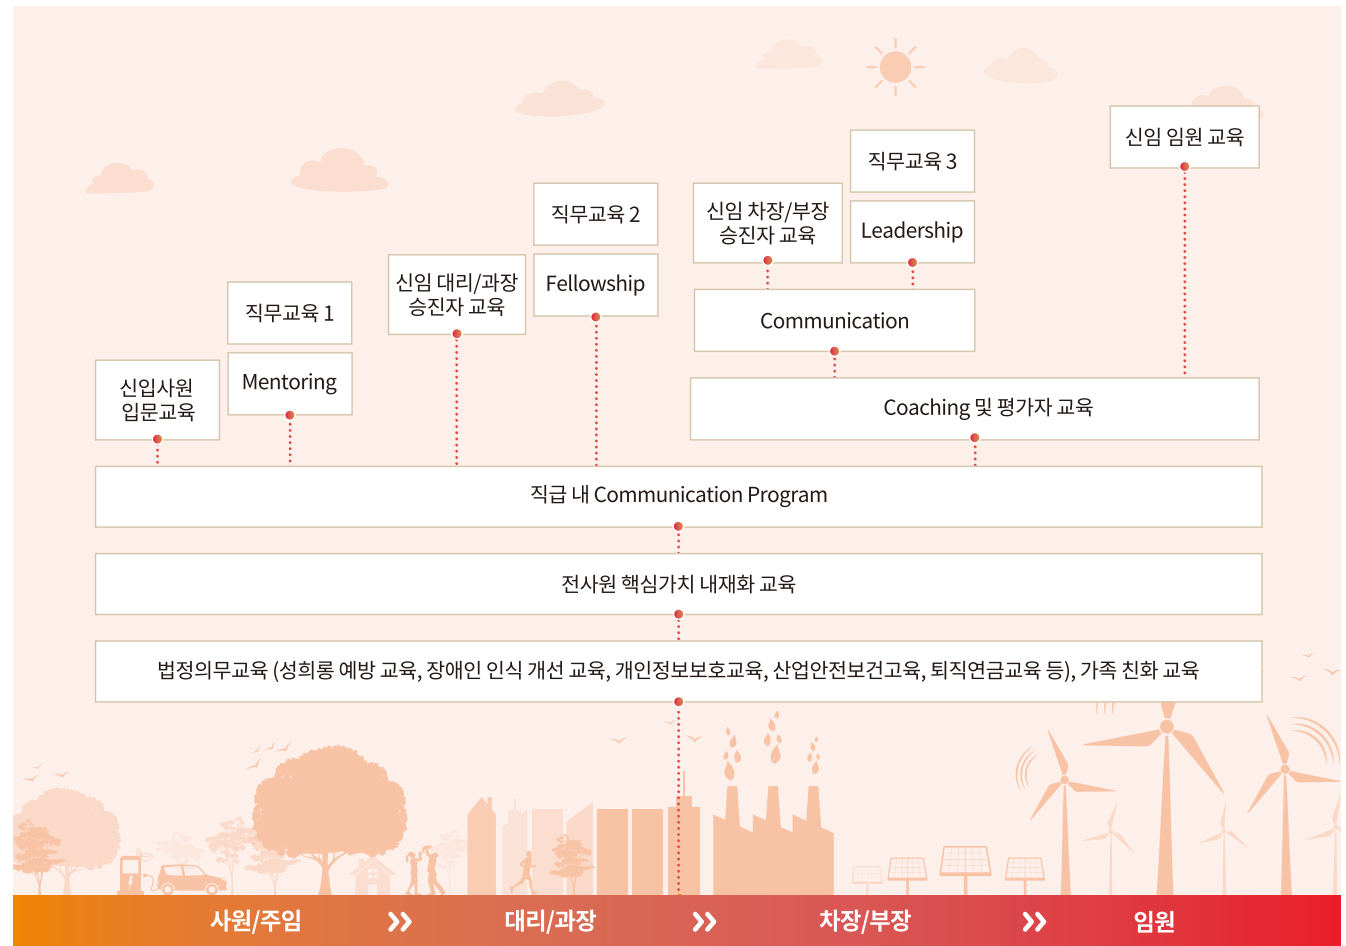 신임 임원 교육
직무교육 3
Leadership
신임 차장/부장
승진자 교육
Communication
직무교육 2
Fellowship
신임 대리/과장
승진자 교육
직무교육 1
Mentoring
신입사원
입문교육
Coaching 및 평가자 교육
직급 내 Communication Program
전사원 핵심가치 내재화 교육
법정의무교육 (성희롱 예방 교육, 장애인 인식 개선 교육, 개인정보보호교육, 산업안전보건고육, 퇴직연금교육 등), 가족 친화 교육
사원/주임
대리/과장
차장/부장
임원